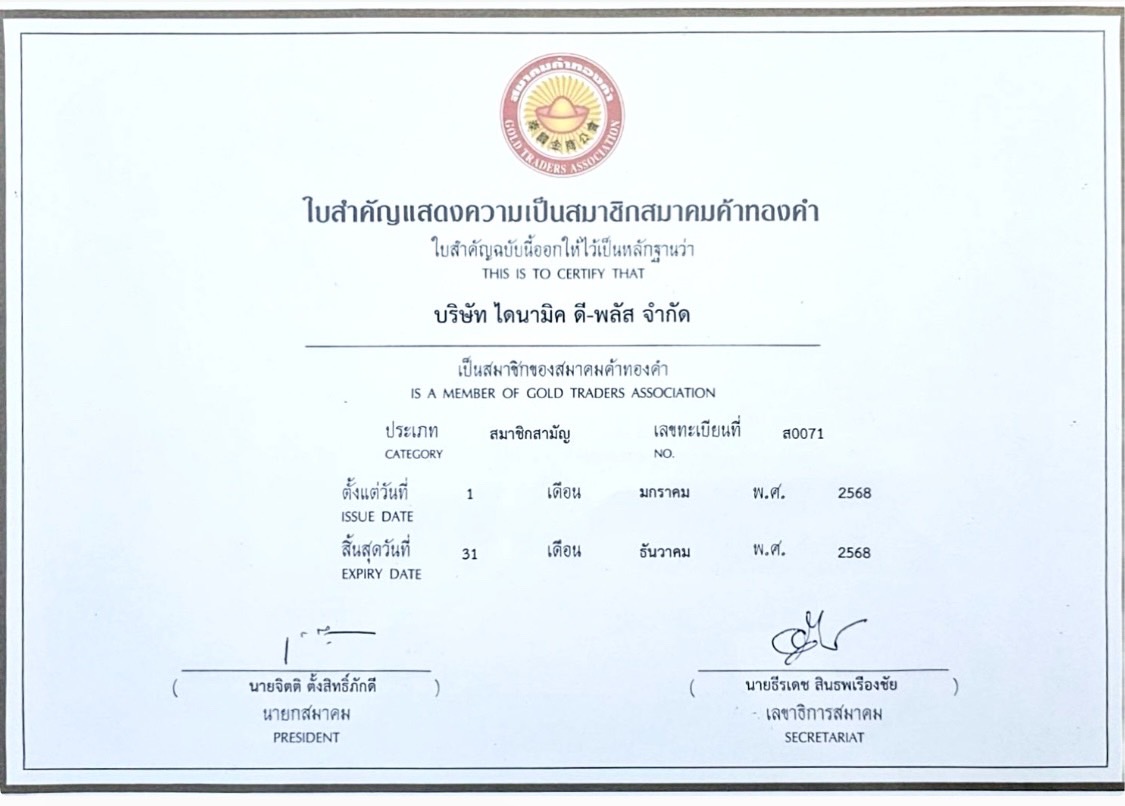 สมาคมค้าทองคำ
GOLD TRADERS ASSOCIATION
ใบสำคัญแสดงความเป็นสมาชิกสมาคมค้าทองคำ
ใบสำคัญฉบับนี้ออกให้ไว้เป็นหลักฐานว่า
THIS IS TO CERTIFY THAT
บริษัท ไดนามิค ดี-พลัส จำกัด
เป็นสมาชิกของสมาคมค้าทองคำ
IS A MEMBER OF GOLD TRADERS ASSOCIATION
ประเภท สมาชิกสามัญ เลขทะเบียนที่ ส0071
CATEGORY NO.
ตั้งแต่วันที่ 1 เดือน มกราคม พ.ศ. 2568
ISSUE DATE
สิ้นสุดวันที่ 31 เดือน ธันวาคม พ.ศ. 2568
EXPIRY DATE
( นายจิตติ ตั้งสิทธิ์ภักดี ) ( นายธีรเดช สินธพเรืองชัย )
นายกสมาคม เลขาธิการสมาคม
PRESIDENT SECRETARIAT